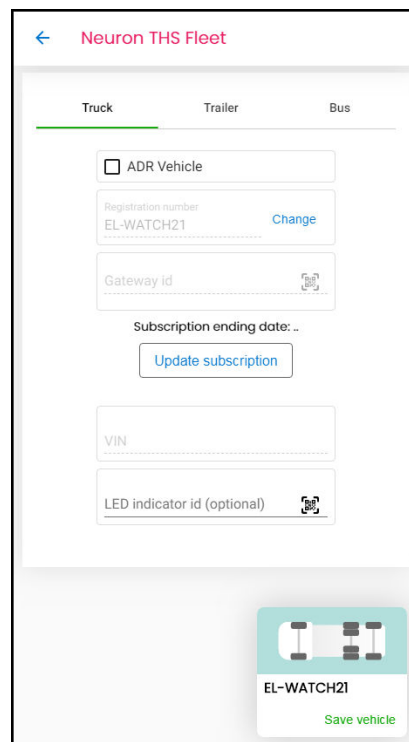 Neuron THS Fleet
Truck Trailer Bus
ADR Vehicle
Registration number
EL-WATCH21 Change
Gateway id
Subscription ending date: ..
Update subscription
VIN
LED indicator id (optional)
EL-WATCH21
Save vehicle